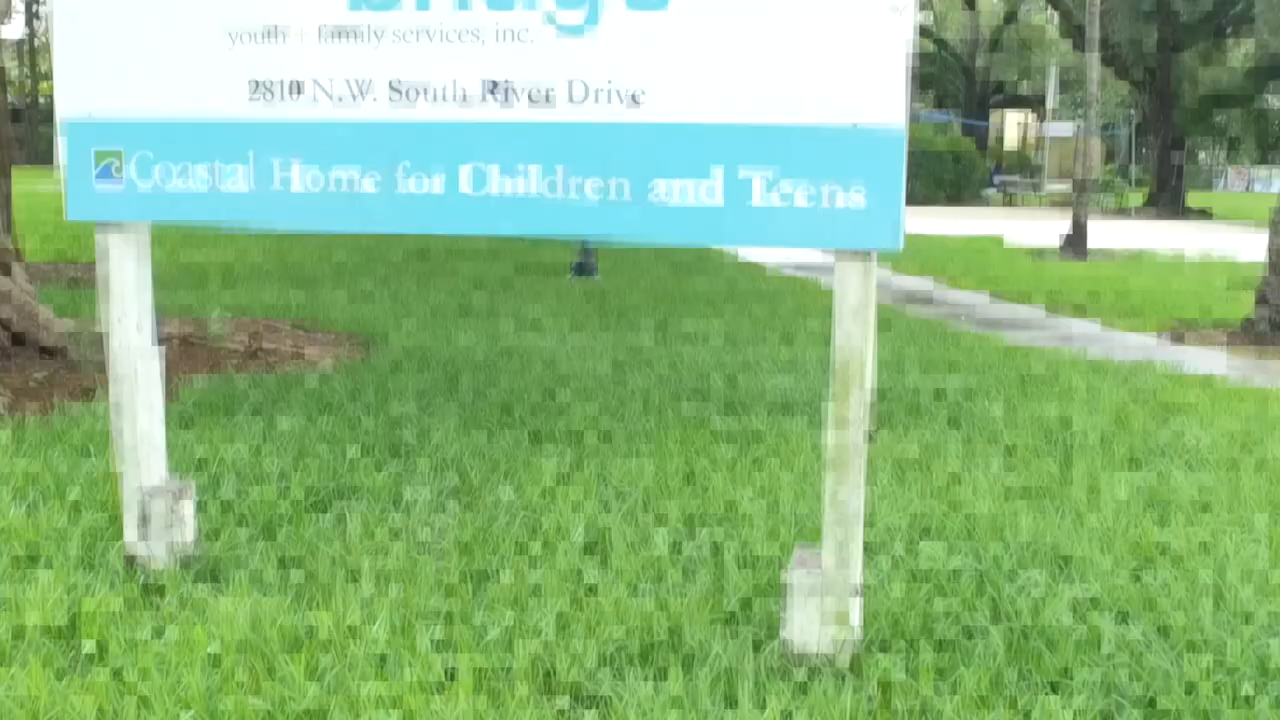 youth + family services, inc.
2810 N.W. South River Drive
Coastal Home for Children and Teens